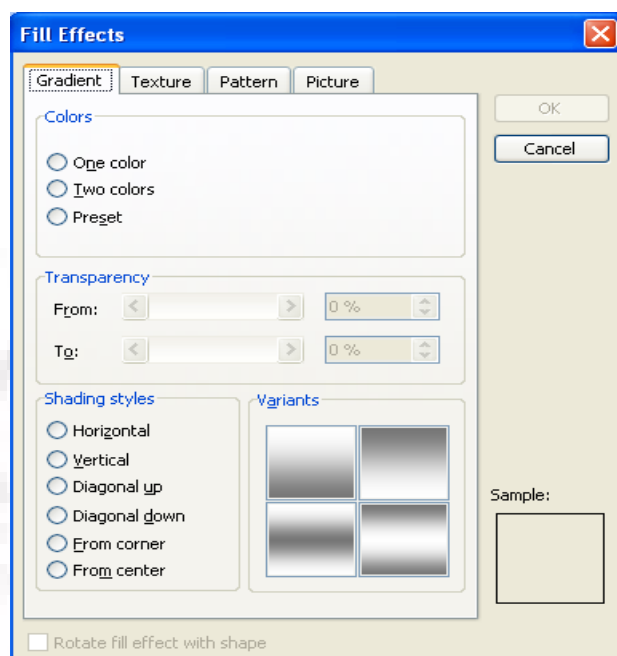 Fill Effects
Gradient Texture Pattern Picture
OK
Cancel
Colors
One color
Two colors
Preset
Transparency
From: 0 %
To: 0 %
Shading styles
Horizontal
Vertical
Diagonal up
Diagonal down
From corner
From center
Variants
Sample:
Rotate fill effect with shape